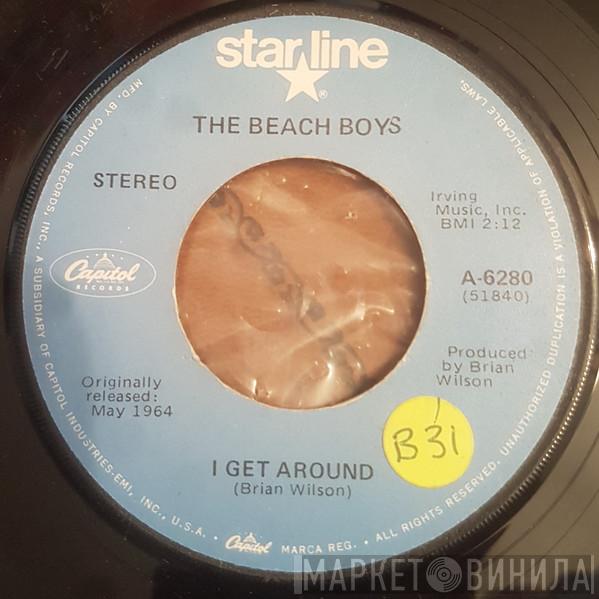 starline
®
THE BEACH BOYS
STEREO
Irving
Music, Inc.
BMI 2:12
Capitol
RECORDS
A-6280
(51840)
Produced
by Brian
Wilson
Originally
released:
May 1964
B31
I GET AROUND
(Brian Wilson)
MFD. BY CAPITOL RECORDS, INC., A SUBSIDIARY OF CAPITOL INDUSTRIES-EMI, INC., U.S.A. • Capitol MARCA REG. • ALL RIGHTS RESERVED. UNAUTHORIZED DUPLICATION IS A VIOLATION OF APPLICABLE LAWS.
МАРКЕТ ВИНИЛА